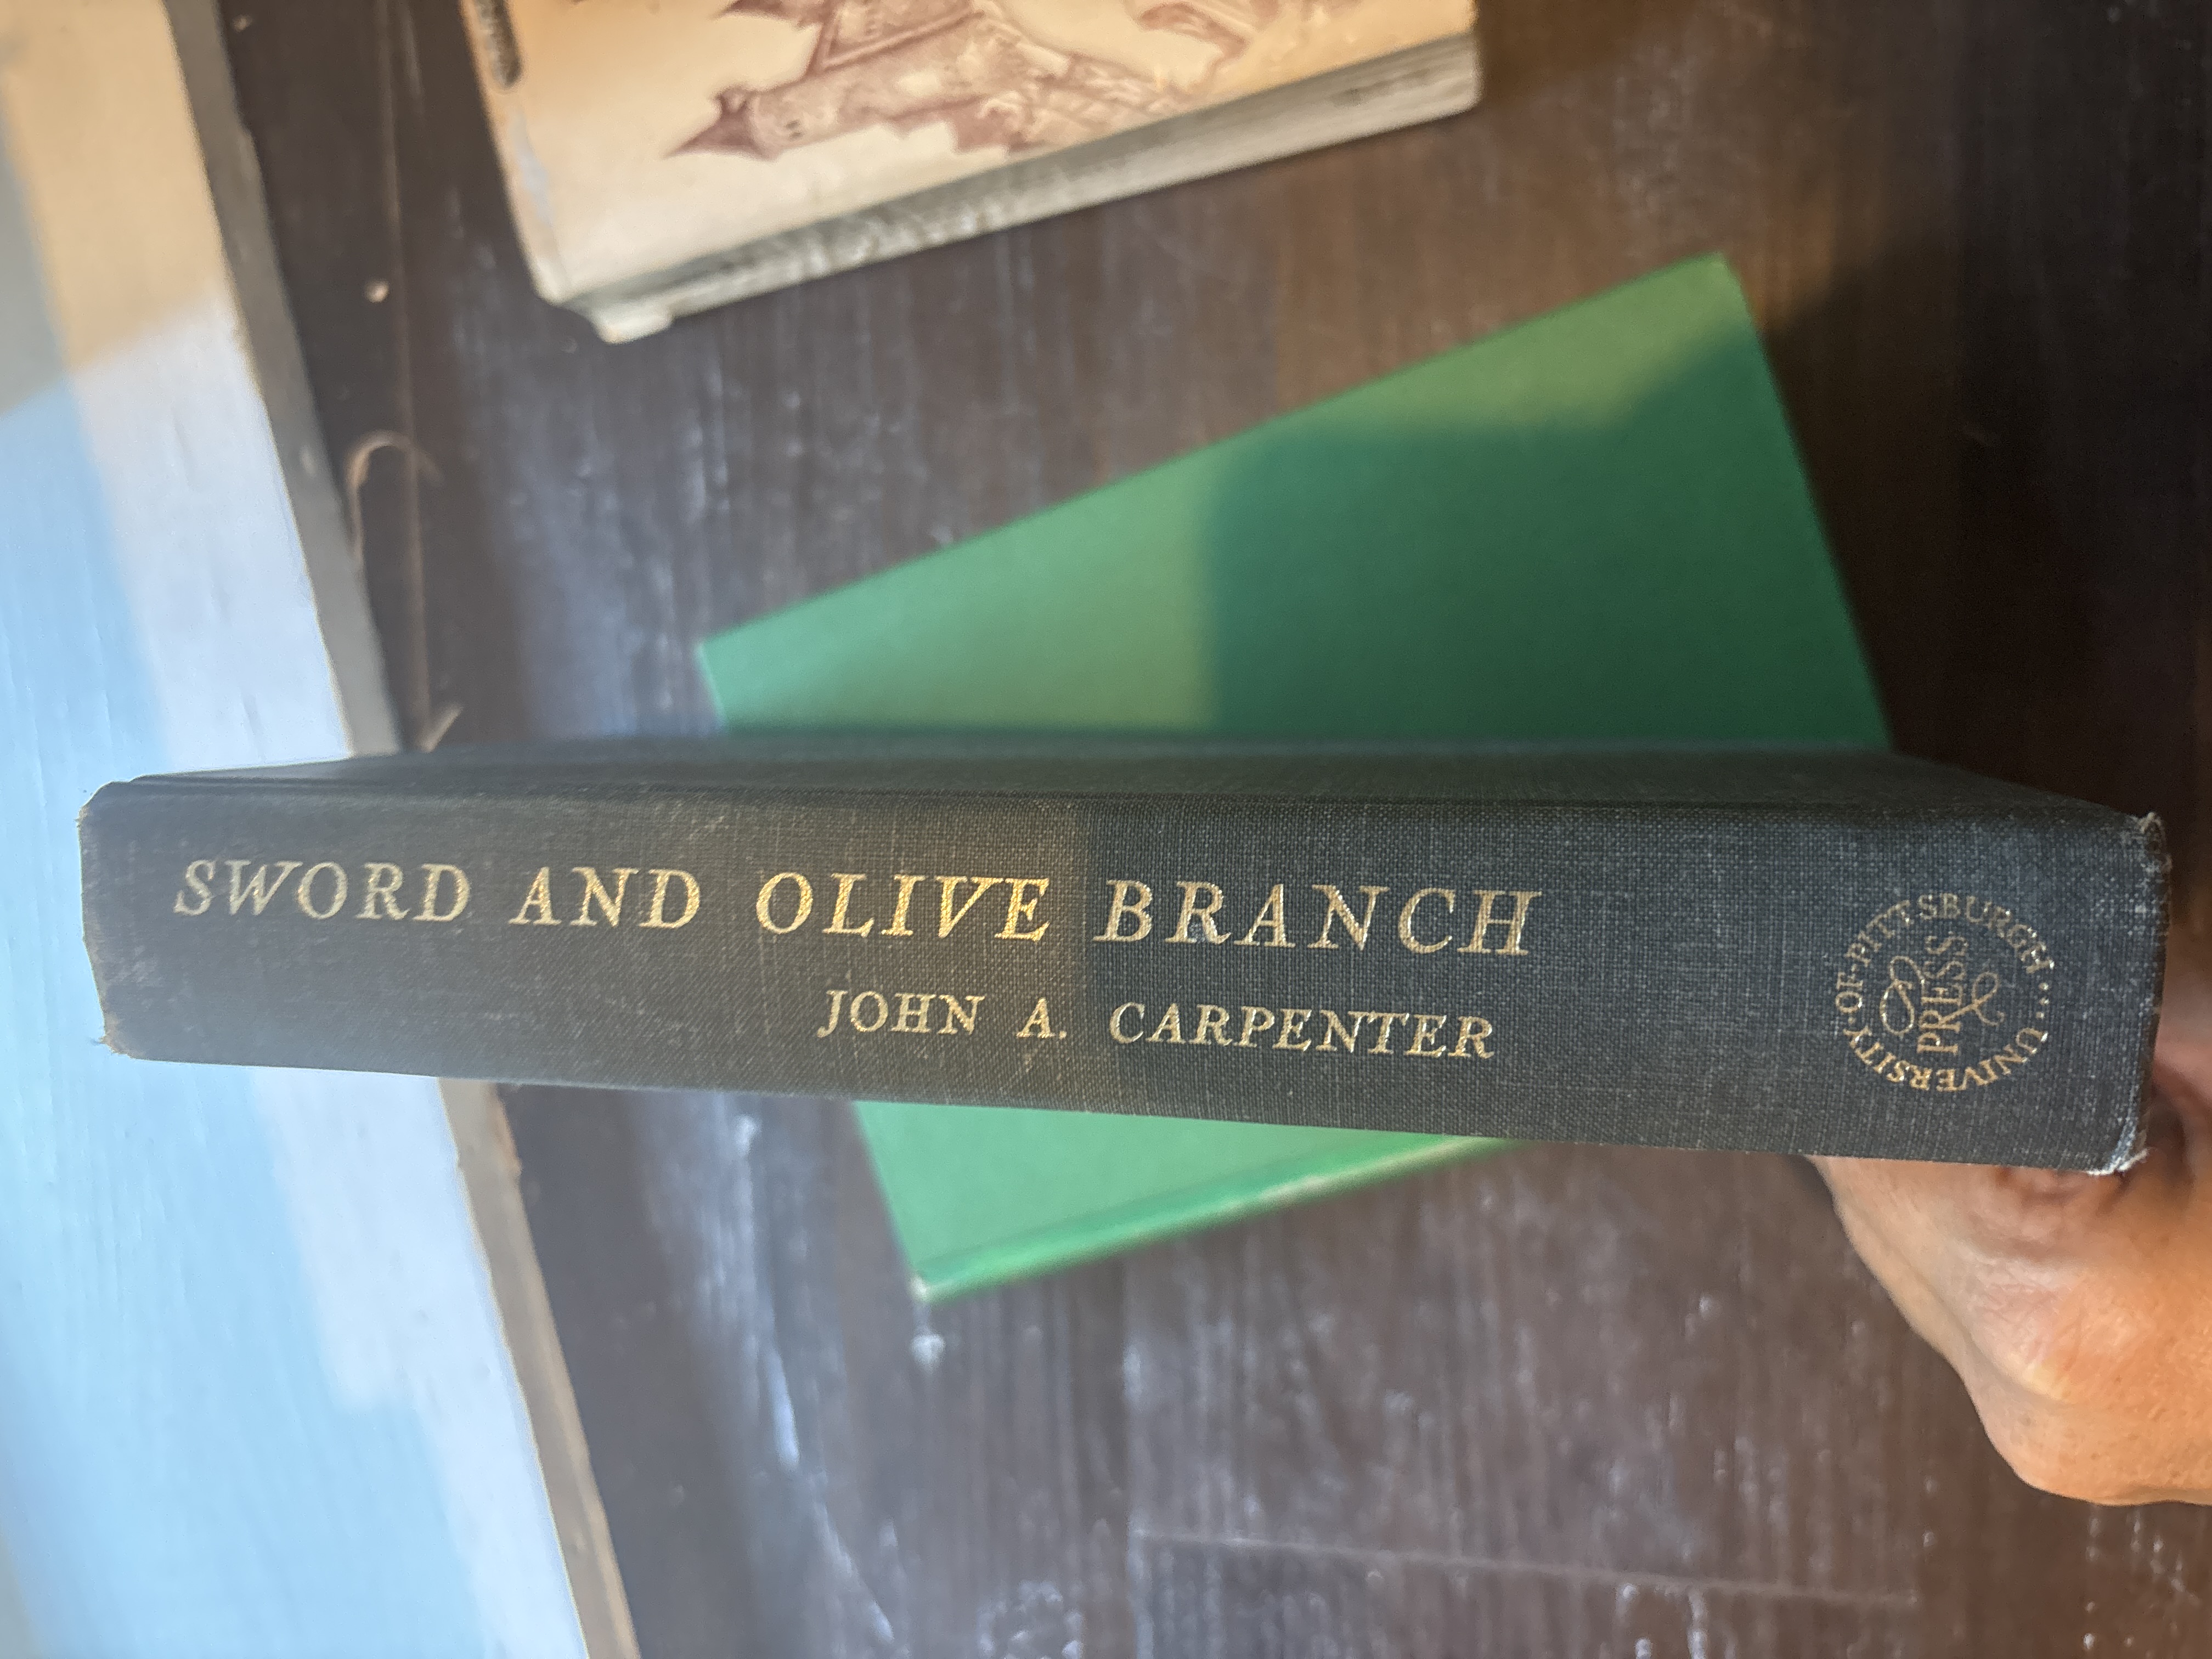 SWORD AND OLIVE BRANCH
JOHN A. CARPENTER
UNIVERSITY·OF·PITTSBURGH....
PRESS